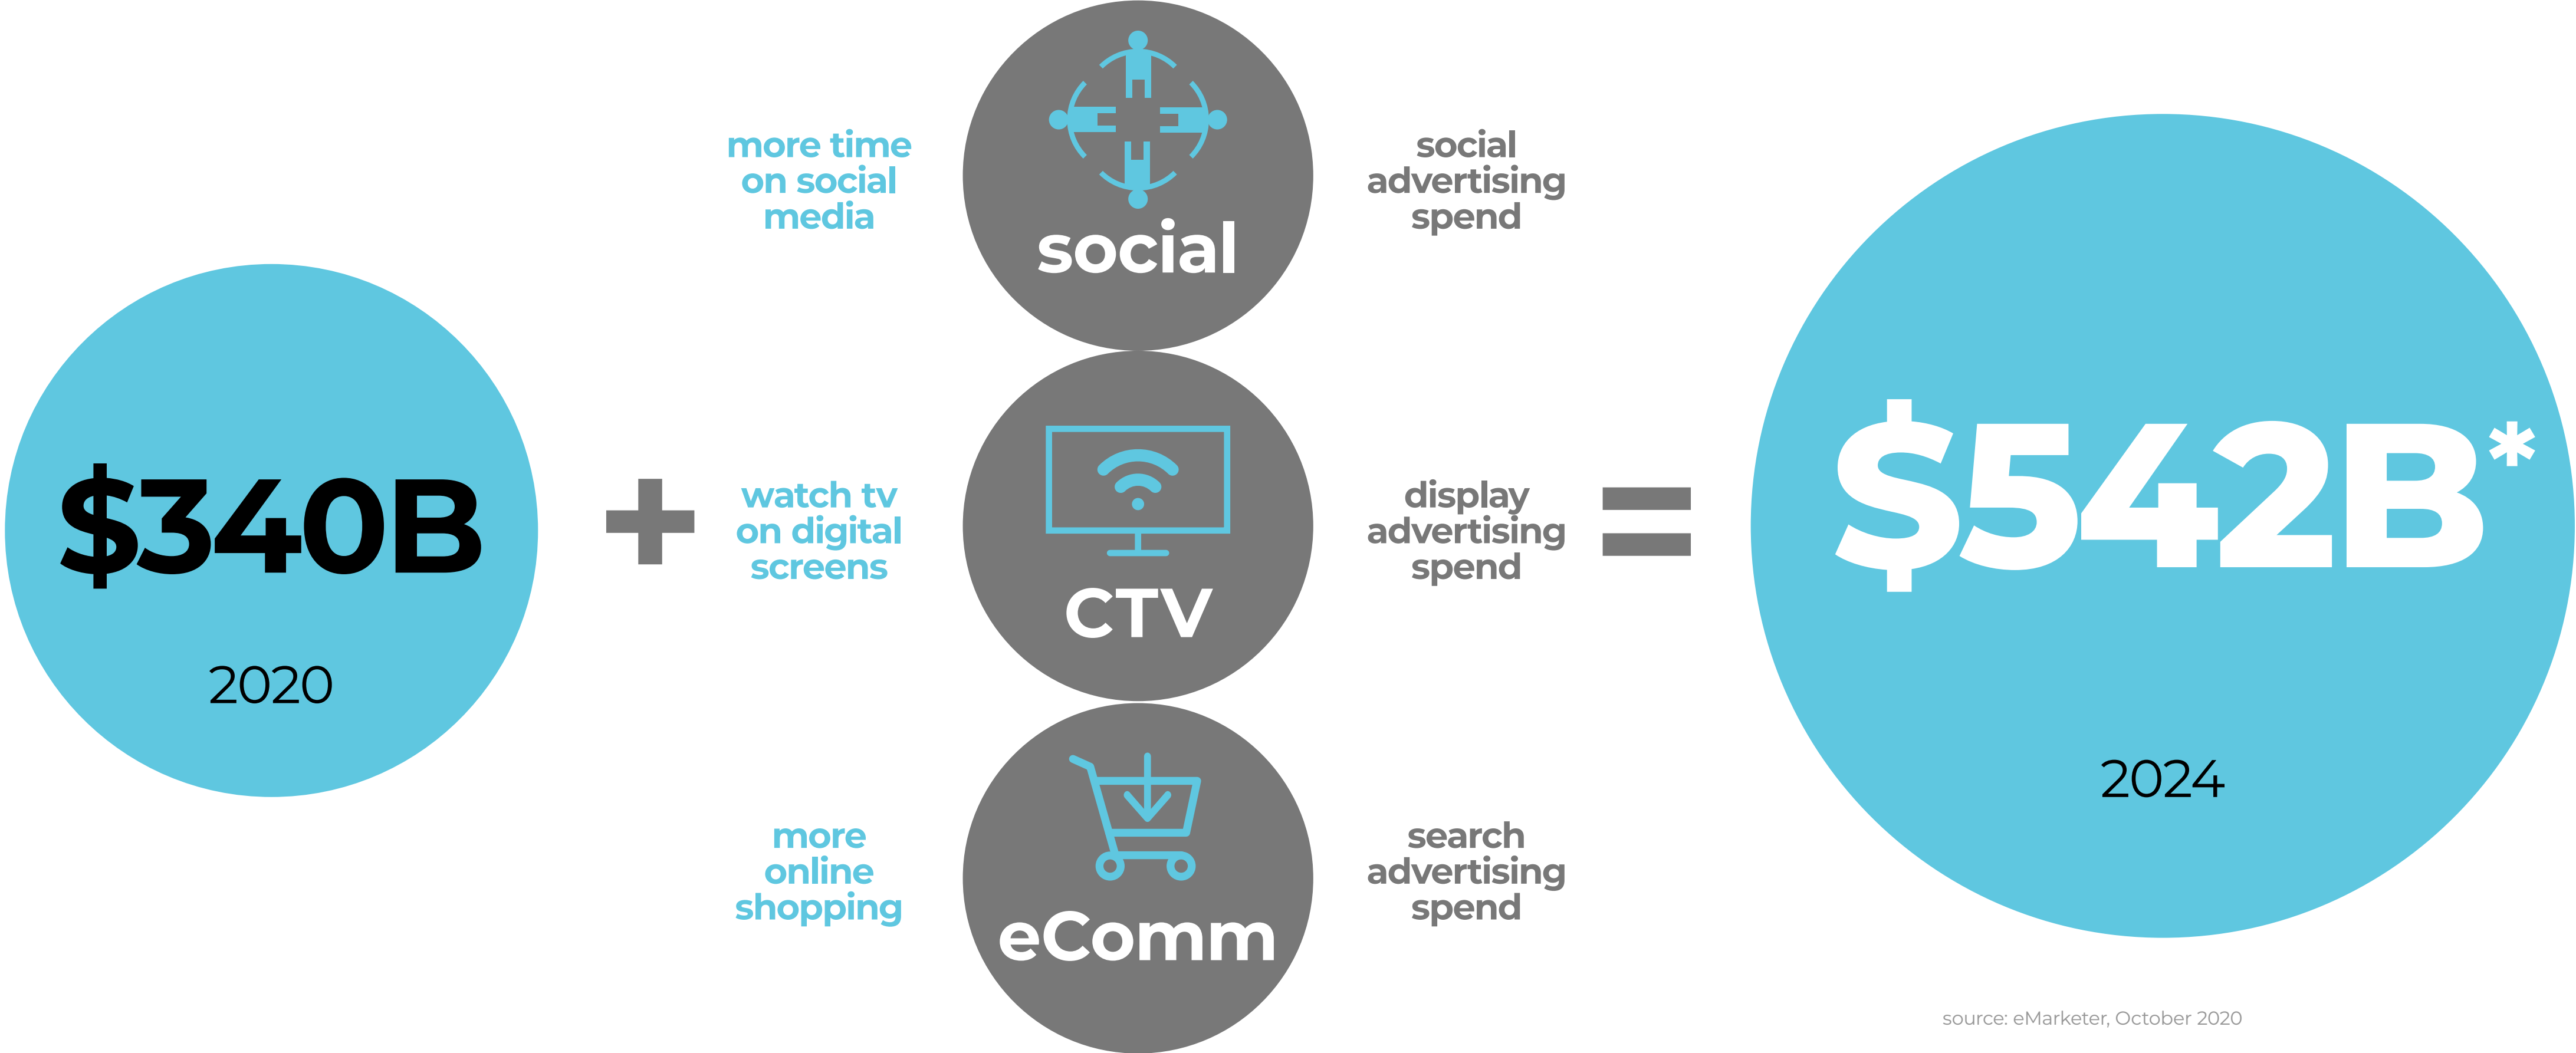 $340B
2020
+
more time
on social
media
social
social
advertising
spend
watch tv
on digital
screens
CTV
display
advertising
spend
more
online
shopping
eComm
search
advertising
spend
=
$542B*
2024
source: eMarketer, October 2020